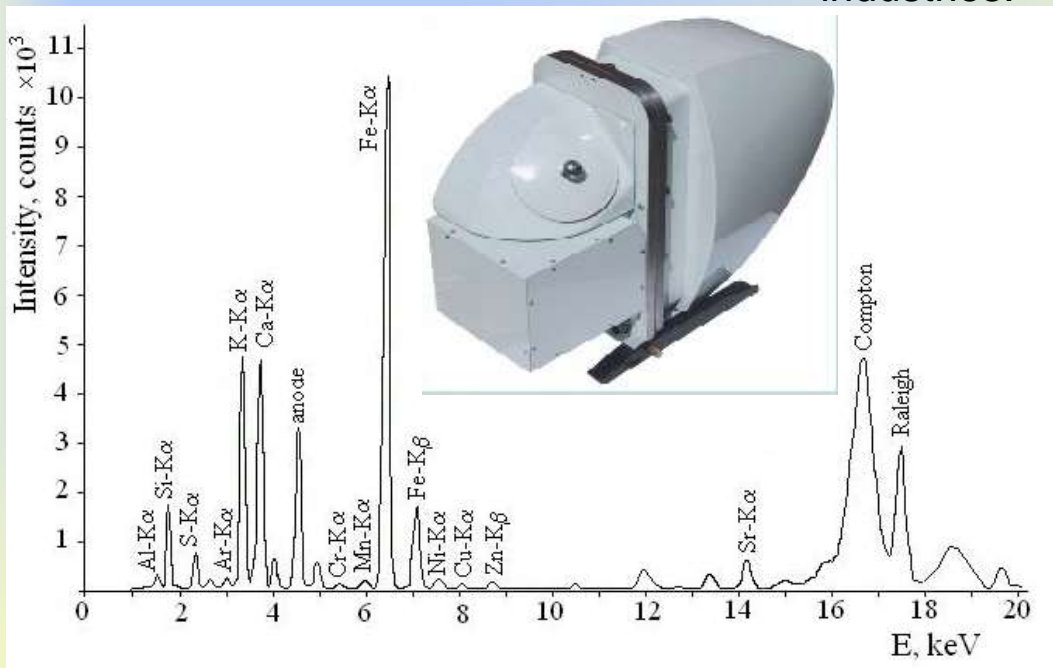 industries.
Intensity, counts ×10³
11
10
9
8
7
6
5
4
3
2
1
Al-Kα
Si-Kα
S-Kα
Ar-Kα
K-Kα
Ca-Kα
anode
Cr-Kα
Mn-Kα
Fe-Kα
Fe-Kβ
Ni-Kα
Cu-Kα
Zn-Kβ
Sr-Kα
Compton
Raleigh
0 2 4 6 8 10 12 14 16 18 20
E, keV